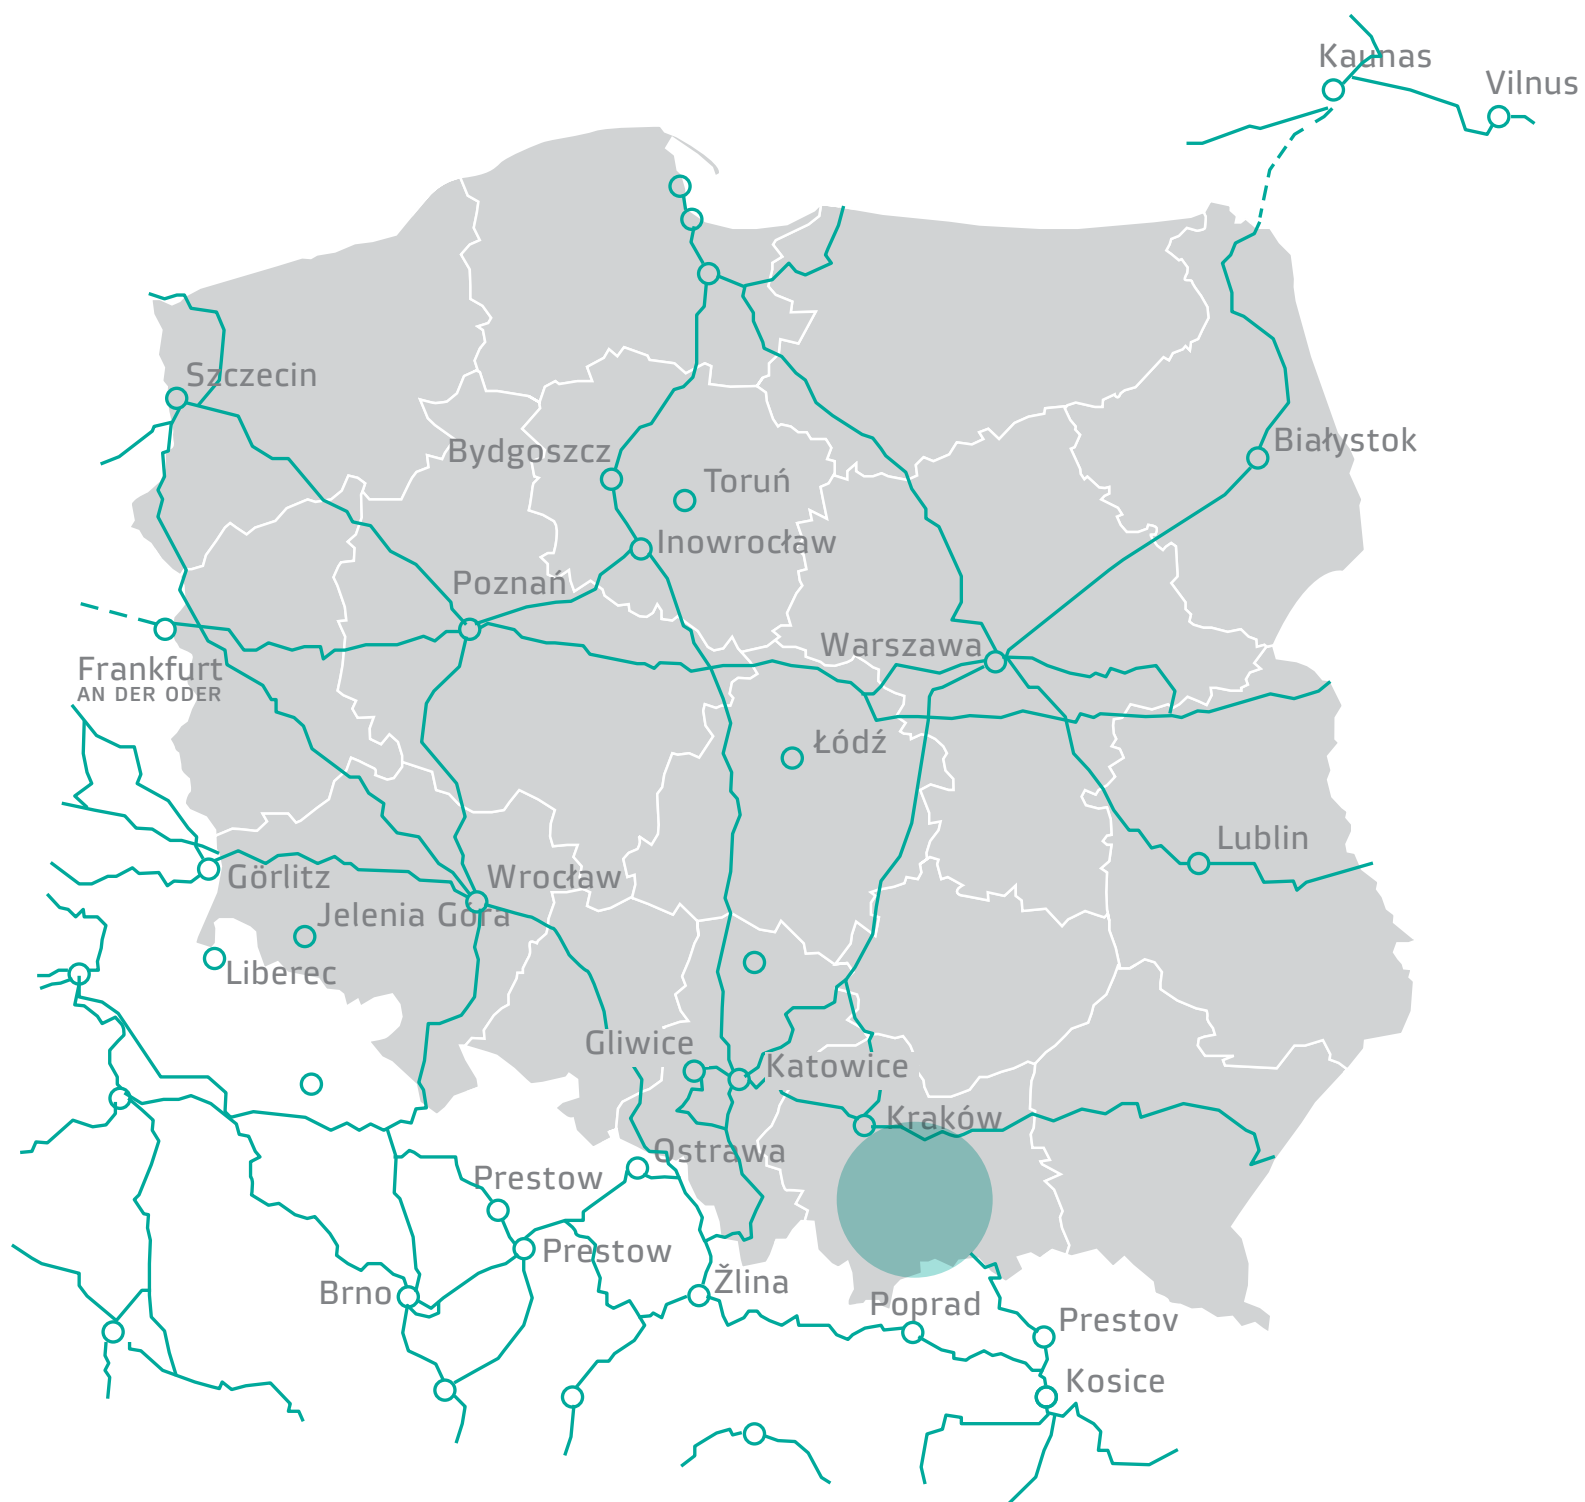 Kaunas
Vilnus
Szczecin
Bydgoszcz
Toruń
Białystok
Inowrocław
Poznań
Warszawa
Frankfurt
AN DER ODER
Łódź
Lublin
Görlitz
Wrocław
Jelenia Góra
Liberec
Gliwice
Katowice
Kraków
Ostrawa
Prestow
Prestow
Brno
Žlina
Poprad
Prestov
Kosice